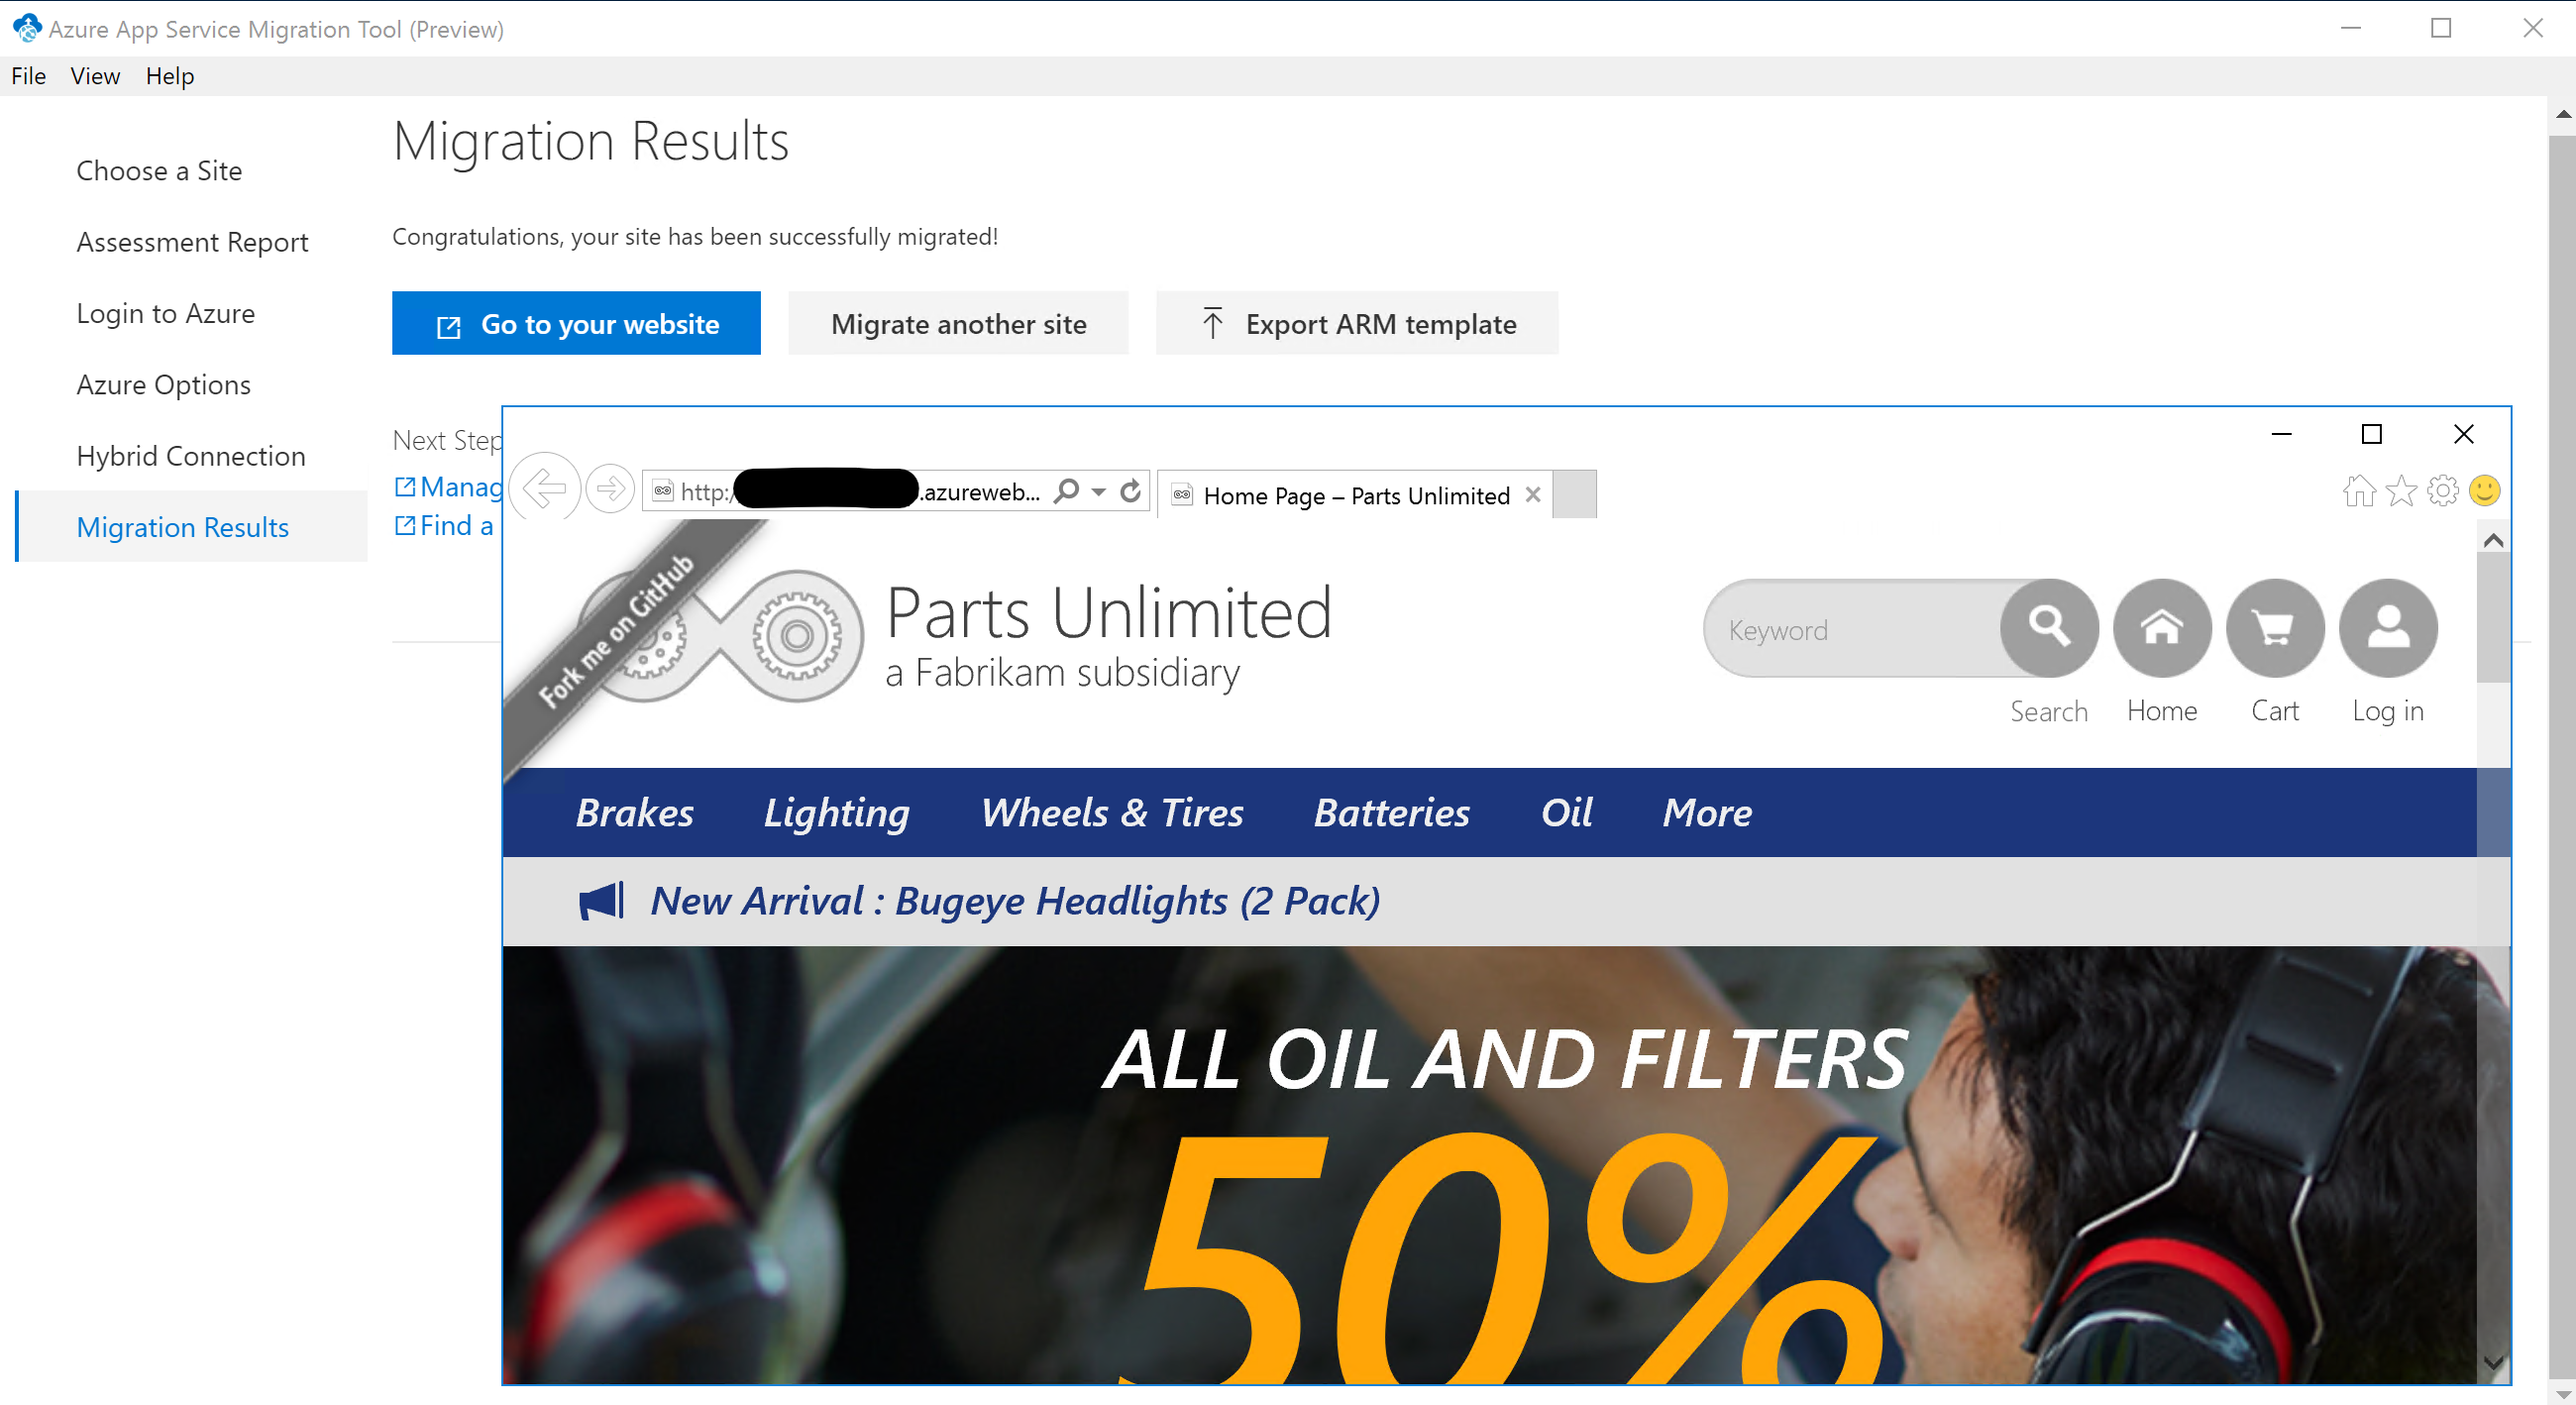 Azure App Service Migration Tool (Preview)
File View Help
Choose a Site
Assessment Report
Login to Azure
Azure Options
Hybrid Connection
Migration Results
Migration Results
Congratulations, your site has been successfully migrated!
Go to your website
Migrate another site
Export ARM template
Next Step
Manag
Find a
http:/ .azureweb...
Home Page – Parts Unlimited
Fork me on GitHub
Parts Unlimited
a Fabrikam subsidiary
Keyword
Search Home Cart Log in
Brakes Lighting Wheels & Tires Batteries Oil More
New Arrival : Bugeye Headlights (2 Pack)
ALL OIL AND FILTERS
50%